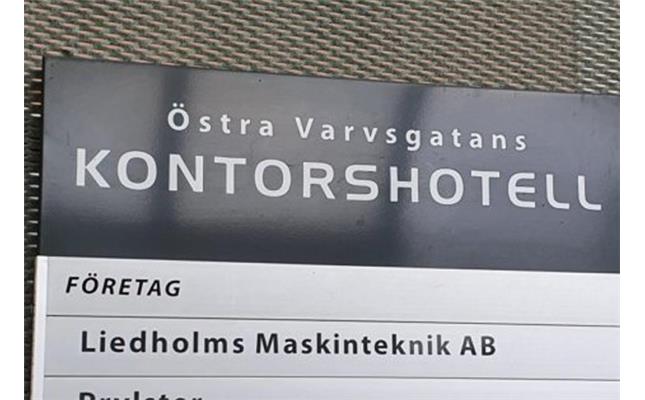 Östra Varvsgatans
KONTORSHOTELL
FÖRETAG
Liedholms Maskinteknik AB